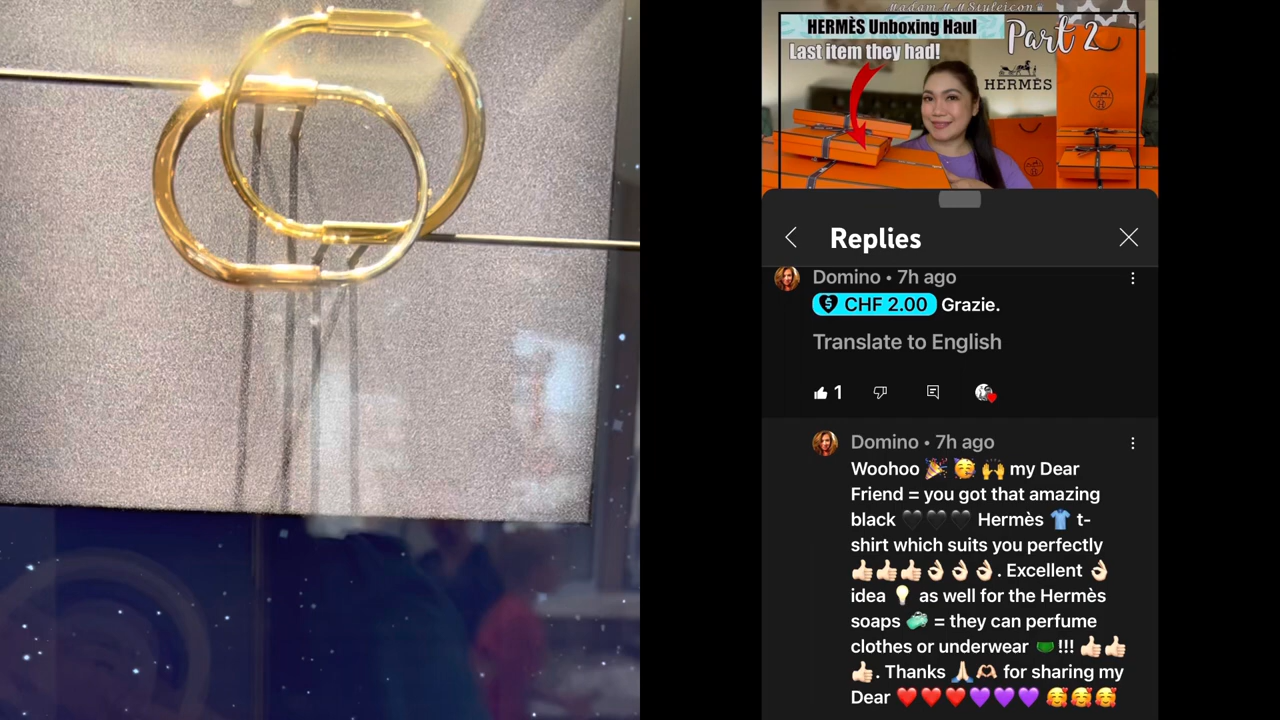 Madam M.M Styleicon
HERMÈS Unboxing Haul
Part 2
Last item they had!
HERMÈS
Replies
Domino • 7h ago
CHF 2.00 Grazie.
Translate to English
1
Domino • 7h ago
Woohoo 🎉 🥳 🙌 my Dear
Friend = you got that amazing
black 🖤🖤🖤 Hermès 👕 t-
shirt which suits you perfectly
👍🏻👍🏻👍🏻👌🏻👌🏻👌🏻. Excellent 👌🏻
idea 💡 as well for the Hermès
soaps 🧼 = they can perfume
clothes or underwear 🩲!!! 👍🏻👍🏻
👍🏻. Thanks 🙏🏻🫶🏻 for sharing my
Dear ❤️❤️❤️💜💜💜 🥰🥰🥰